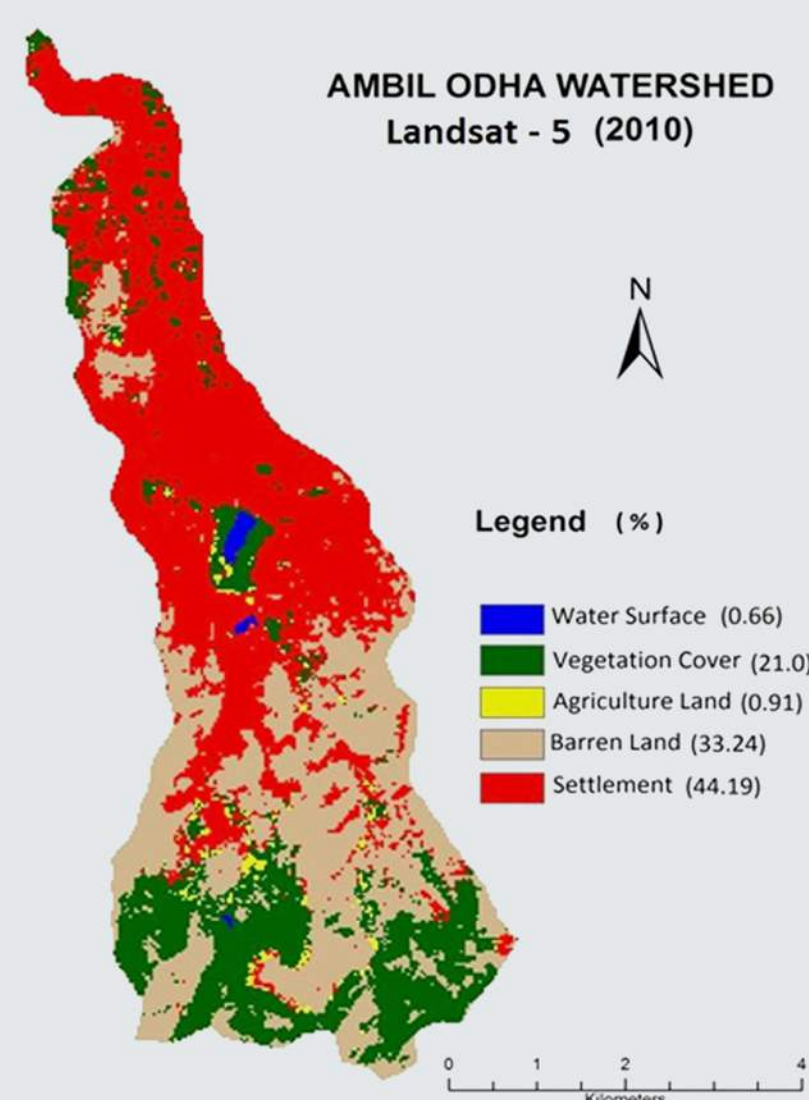 AMBIL ODHA WATERSHED
Landsat - 5 (2010)
N
Legend (%)
Water Surface (0.66)
Vegetation Cover (21.0)
Agriculture Land (0.91)
Barren Land (33.24)
Settlement (44.19)
0 1 2 4
Kilometers